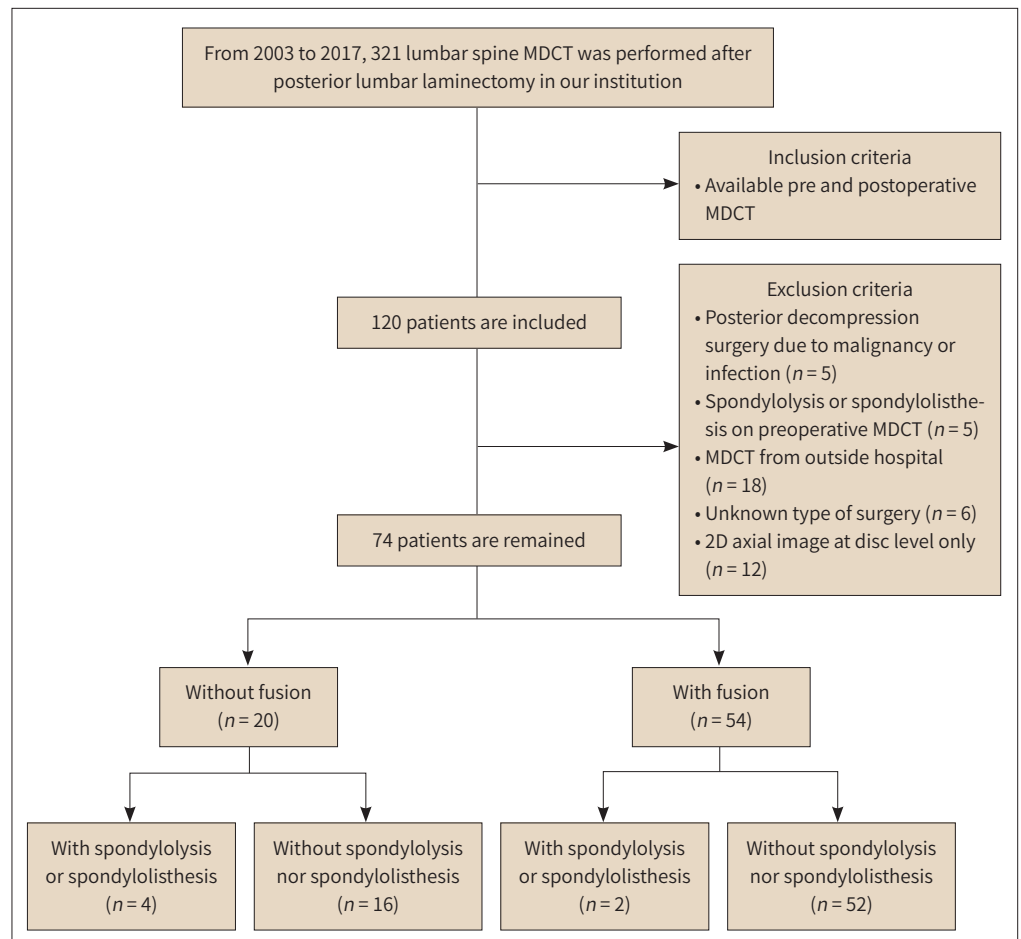 From 2003 to 2017, 321 lumbar spine MDCT was performed after
posterior lumbar laminectomy in our institution
Inclusion criteria
• Available pre and postoperative
MDCT
120 patients are included
Exclusion criteria
• Posterior decompression
surgery due to malignancy or
infection (n = 5)
• Spondylolysis or spondylolisthe-
sis on preoperative MDCT (n = 5)
• MDCT from outside hospital
(n = 18)
• Unknown type of surgery (n = 6)
• 2D axial image at disc level only
(n = 12)
74 patients are remained
Without fusion
(n = 20)
With fusion
(n = 54)
With spondylolysis
or spondylolisthesis
(n = 4)
Without spondylolysis
nor spondylolisthesis
(n = 16)
With spondylolysis
or spondylolisthesis
(n = 2)
Without spondylolysis
nor spondylolisthesis
(n = 52)